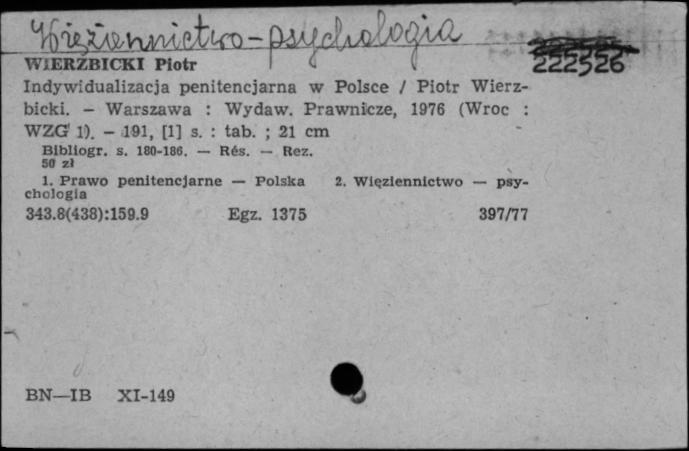 Więziennictwo-psychologia
222526
WIERZBICKI Piotr
Indywidualizacja penitencjarna w Polsce / Piotr Wierz-
bicki. — Warszawa : Wydaw. Prawnicze, 1976 (Wroc :
WZG 1). — 191, [1] s. : tab. ; 21 cm
Bibliogr. s. 180-186. — Rés. — Rez.
50 zł
1. Prawo penitencjarne — Polska 2. Więziennictwo — psy-
chologia
343.8(438):159.9 Egz. 1375 397/77
BN—IB XI-149